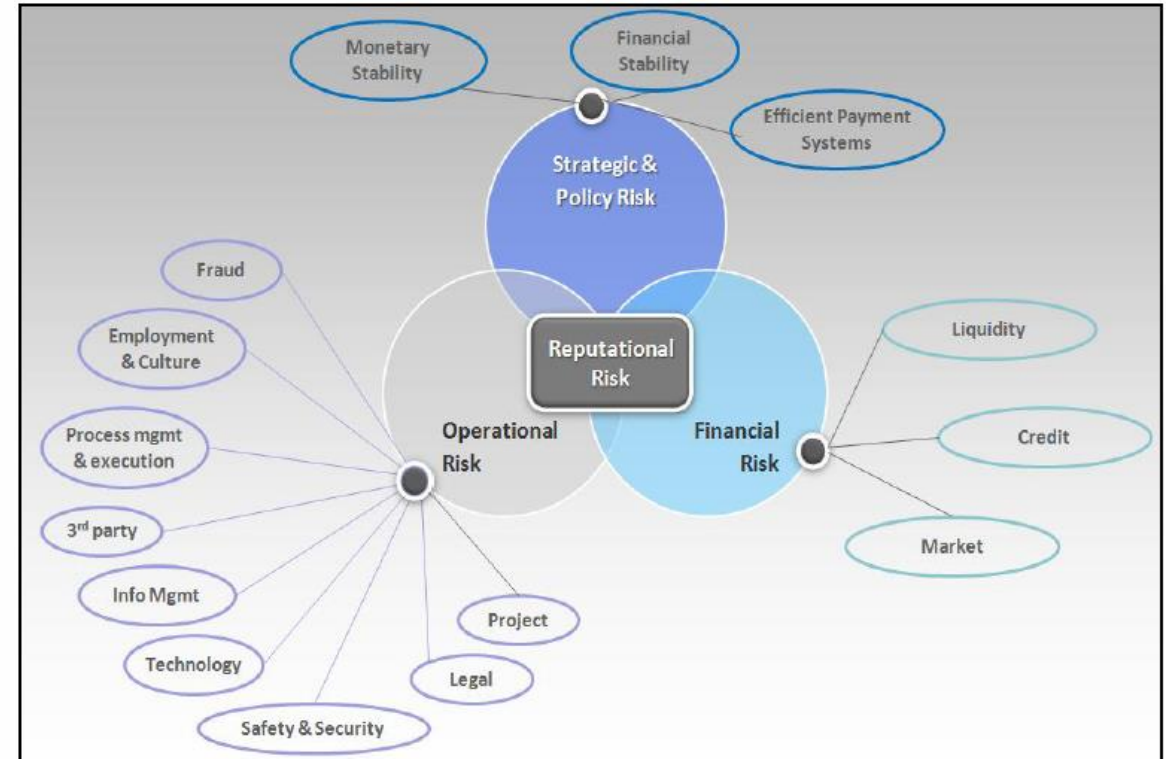 Monetary
Stability
Financial
Stability
Efficient Payment
Systems
Strategic &
Policy Risk
Fraud
Employment
& Culture
Process mgmt
& execution
3rd party
Info Mgmt
Technology
Safety & Security
Legal
Project
Operational
Risk
Reputational
Risk
Financial
Risk
Liquidity
Credit
Market